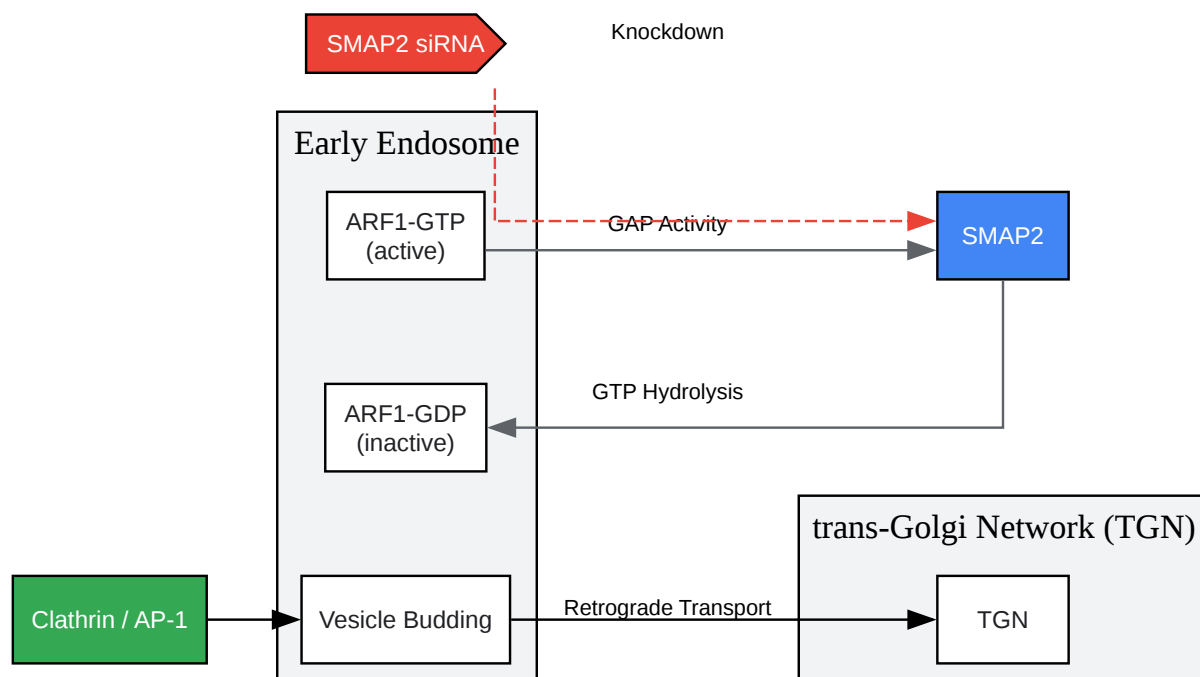 SMAP2 siRNA
Knockdown
Early Endosome
ARF1-GTP
(active)
GAP Activity
SMAP2
ARF1-GDP
(inactive)
GTP Hydrolysis
trans-Golgi Network (TGN)
Clathrin / AP-1
Vesicle Budding
Retrograde Transport
TGN